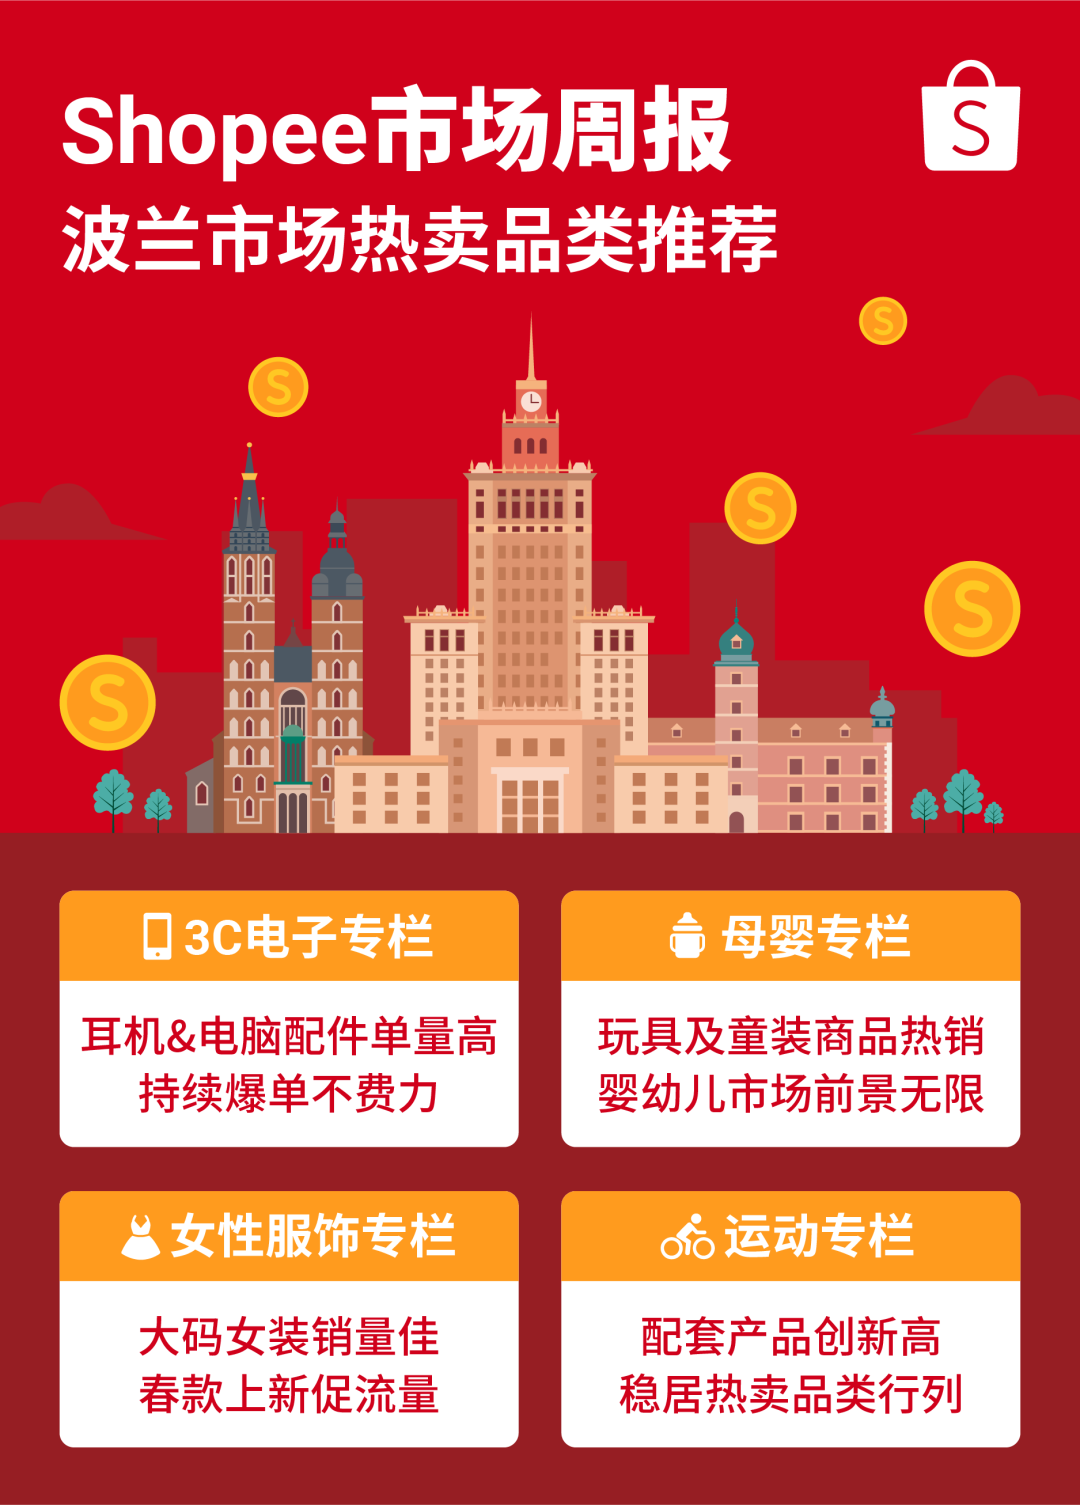 Shopee市场周报
波兰市场热卖品类推荐
3C电子专栏
耳机&电脑配件单量高
持续爆单不费力
母婴专栏
玩具及童装商品热销
婴幼儿市场前景无限
女性服饰专栏
大码女装销量佳
春款上新促流量
运动专栏
配套产品创新高
稳居热卖品类行列